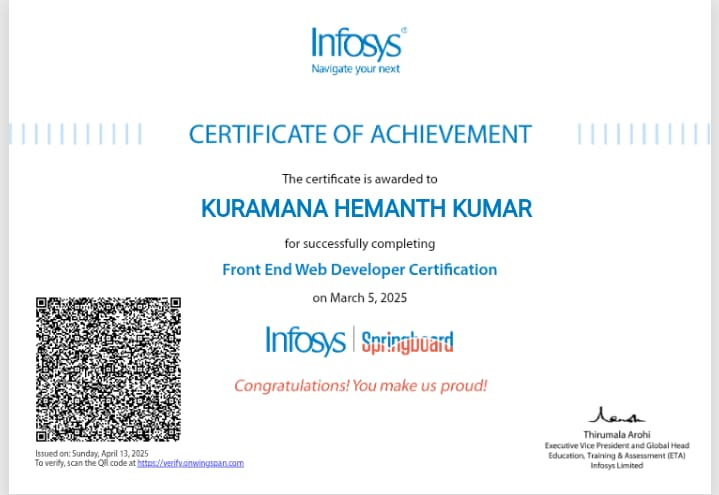 Infosys®
Navigate your next
CERTIFICATE OF ACHIEVEMENT
The certificate is awarded to
KURAMANA HEMANTH KUMAR
for successfully completing
Front End Web Developer Certification
on March 5, 2025
Infosys | Springboard
Congratulations! You make us proud!
Thirumala Arohi
Executive Vice President and Global Head
Education, Training & Assessment (ETA)
Infosys Limited
Issued on: Sunday, April 13, 2025
To verify, scan the QR code at https://verify.onwingspan.com